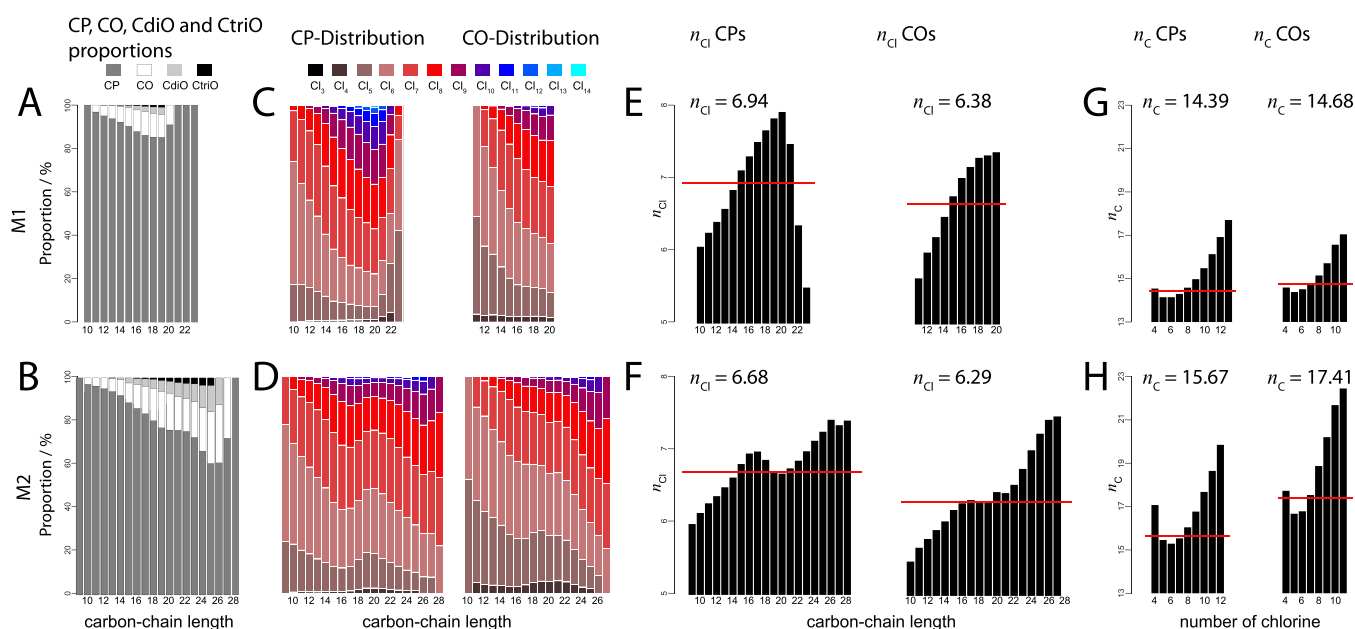 CP, CO, CdiO and CtriO
proportions
CP CO CdiO CtriO
CP-Distribution CO-Distribution
Cl3 Cl4 Cl5 Cl6 Cl7 Cl8 Cl9 Cl10 Cl11 Cl12 Cl13 Cl14
nCl CPs nCl COs
nC CPs nC COs
A
M1
Proportion / %
0 20 40 60 80 100
10 12 14 16 18 20 22
C
10 12 14 16 18 20 22
12 14 16 18 20
E
nCl = 6.94 nCl = 6.38
nCl
5 6 7 8
10 12 14 16 18 20 22
12 14 16 18 20
G
nC = 14.39 nC = 14.68
nC
13 15 17 19 21 23
4 6 8 10 12
4 6 8 10
B
M2
Proportion / %
0 20 40 60 80 100
10 12 14 16 18 20 22 24 26 28
carbon-chain length
D
10 12 14 16 18 20 22 24 26 28
10 12 14 16 18 20 22 24 26
carbon-chain length
F
nCl = 6.68 nCl = 6.29
nCl
5 6 7 8
10 12 14 16 18 20 22 24 26 28
10 12 14 16 18 20 22 24 26 28
carbon-chain length
H
nC = 15.67 nC = 17.41
nC
13 15 17 19 21 23
4 6 8 10 12
4 6 8 10
number of chlorine